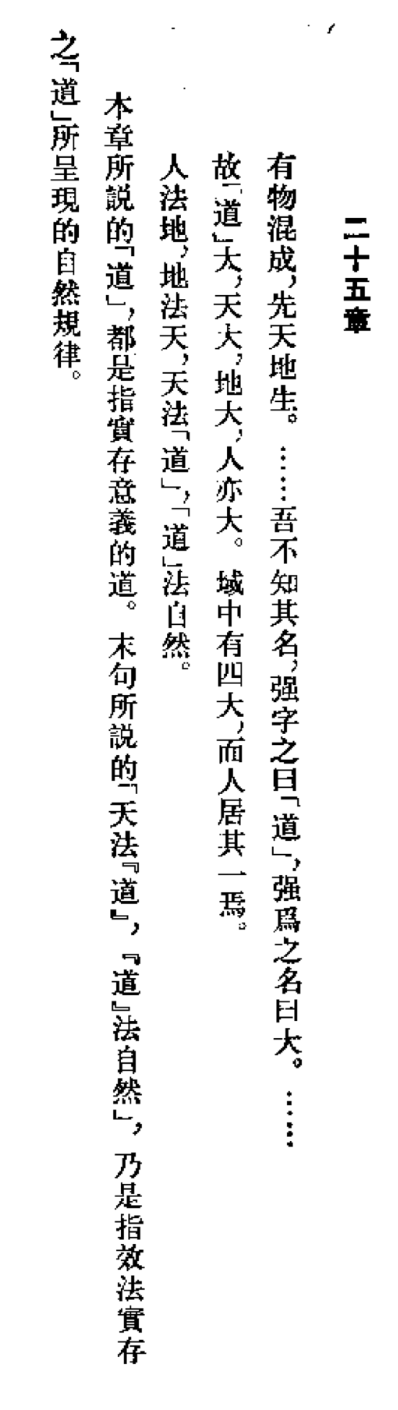 二十五章
有物混成，先天地生。……吾不知其名，强字之曰「道」，强爲之名曰大。……
故「道」大，天大，地大，人亦大。域中有四大，而人居其一焉。
人法地，地法天，天法「道」，「道」法自然。
本章所説的「道」，都是指實存意義的道。末句所説的「天法『道』，『道』法自然」，乃是指效法實存
之「道」所呈現的自然規律。